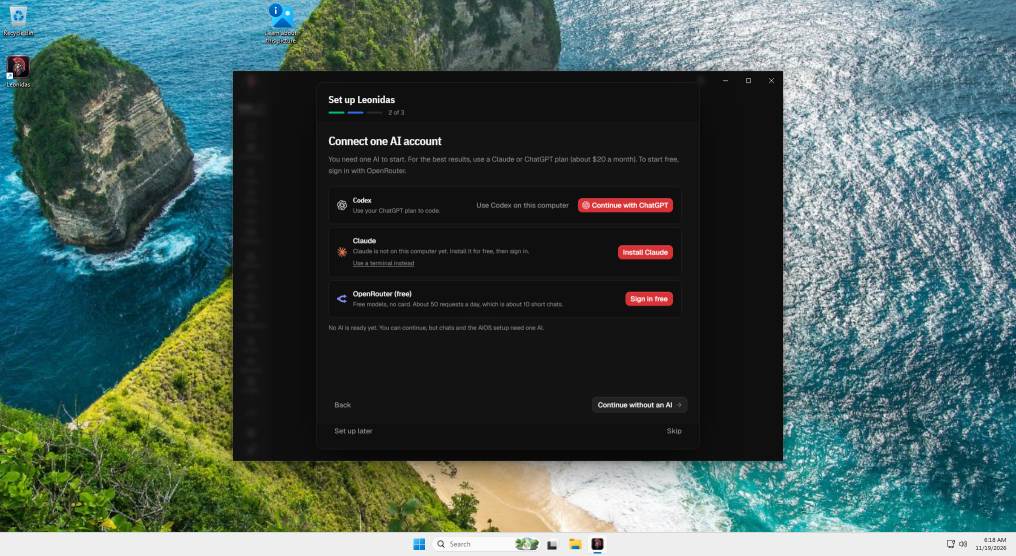 Recycle Bin
Learn about
this picture
Leonidas
Set up Leonidas
2 of 3
Connect one AI account
You need one AI to start. For the best results, use a Claude or ChatGPT plan (about $20 a month). To start free,
sign in with OpenRouter.
Codex
Use your ChatGPT plan to code.
Use Codex on this computer
Continue with ChatGPT
Claude
Claude is not on this computer yet. Install it for free, then sign in.
Use a terminal instead
Install Claude
OpenRouter (free)
Free models, no card. About 50 requests a day, which is about 10 short chats.
Sign in free
No AI is ready yet. You can continue, but chats and the AIOS setup need one AI.
Back
Continue without an AI →
Set up later
Skip
Search
6:18 AM
11/19/2026